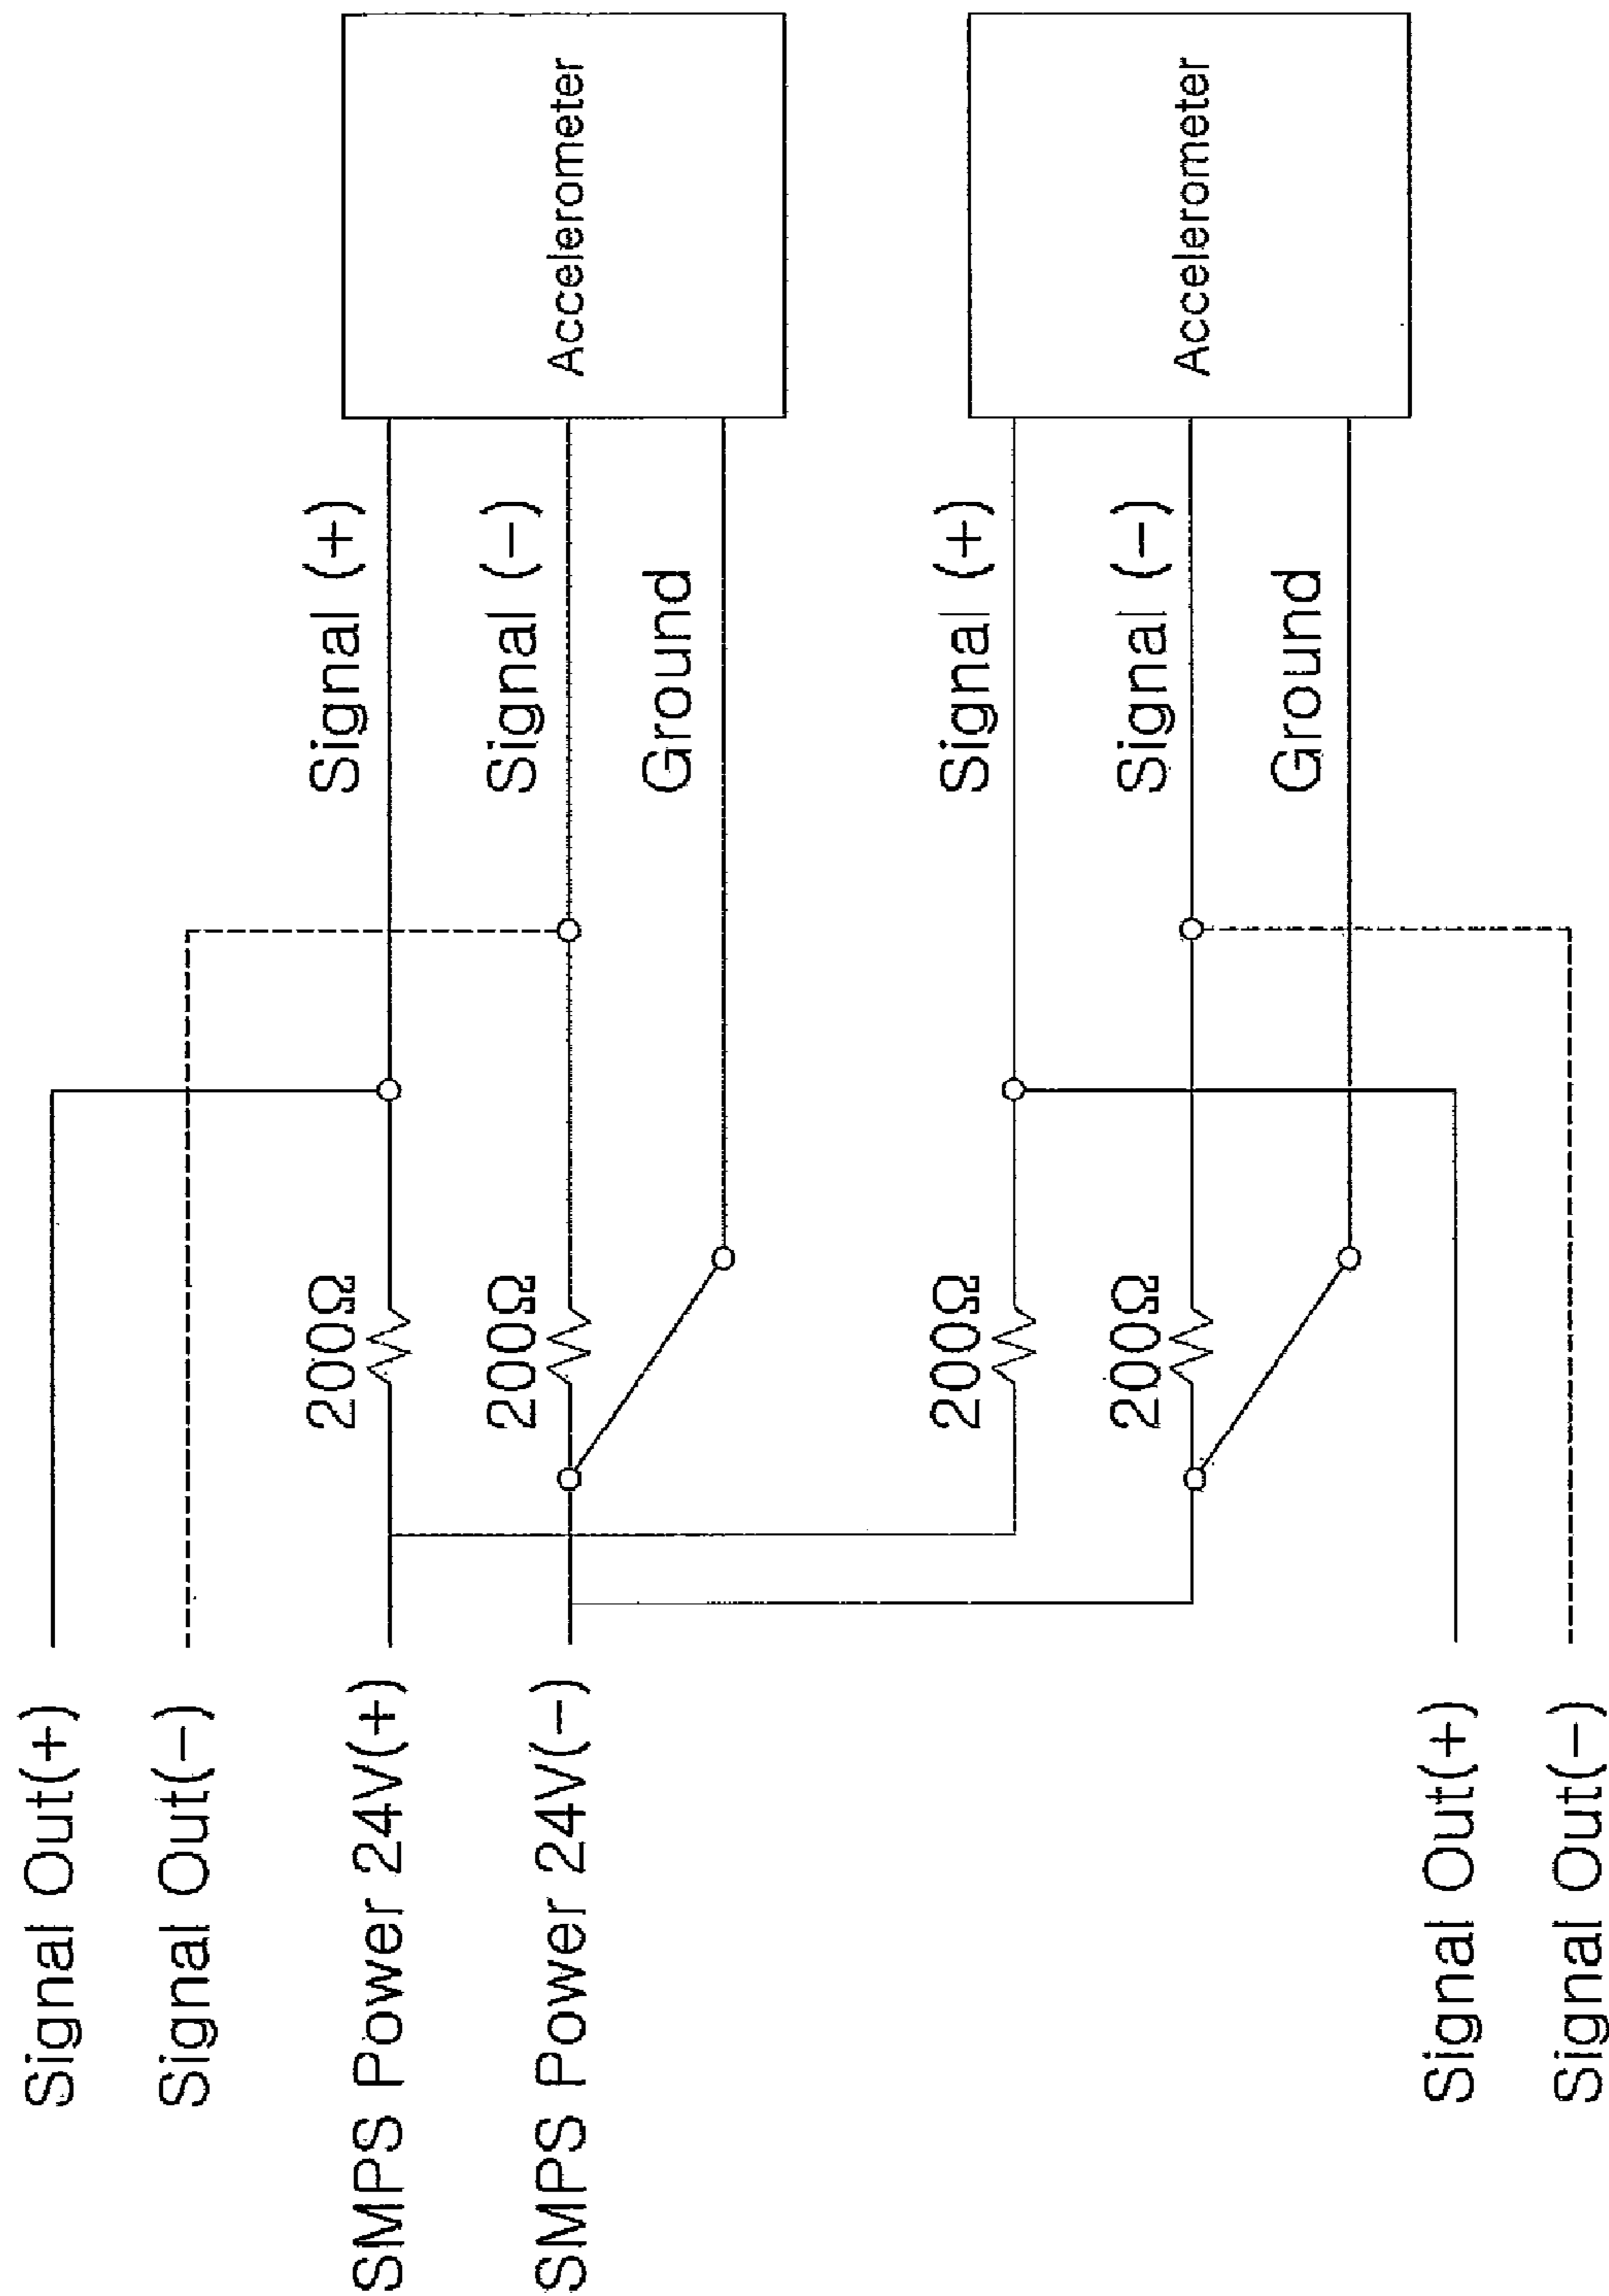 Accelerometer
Accelerometer
Signal (+)
Signal (-)
Ground
Signal (+)
Signal (-)
Ground
200Ω
200Ω
200Ω
200Ω
Signal Out(+)
Signal Out(-)
SMPS Power 24V(+)
SMPS Power 24V(-)
Signal Out(+)
Signal Out(-)